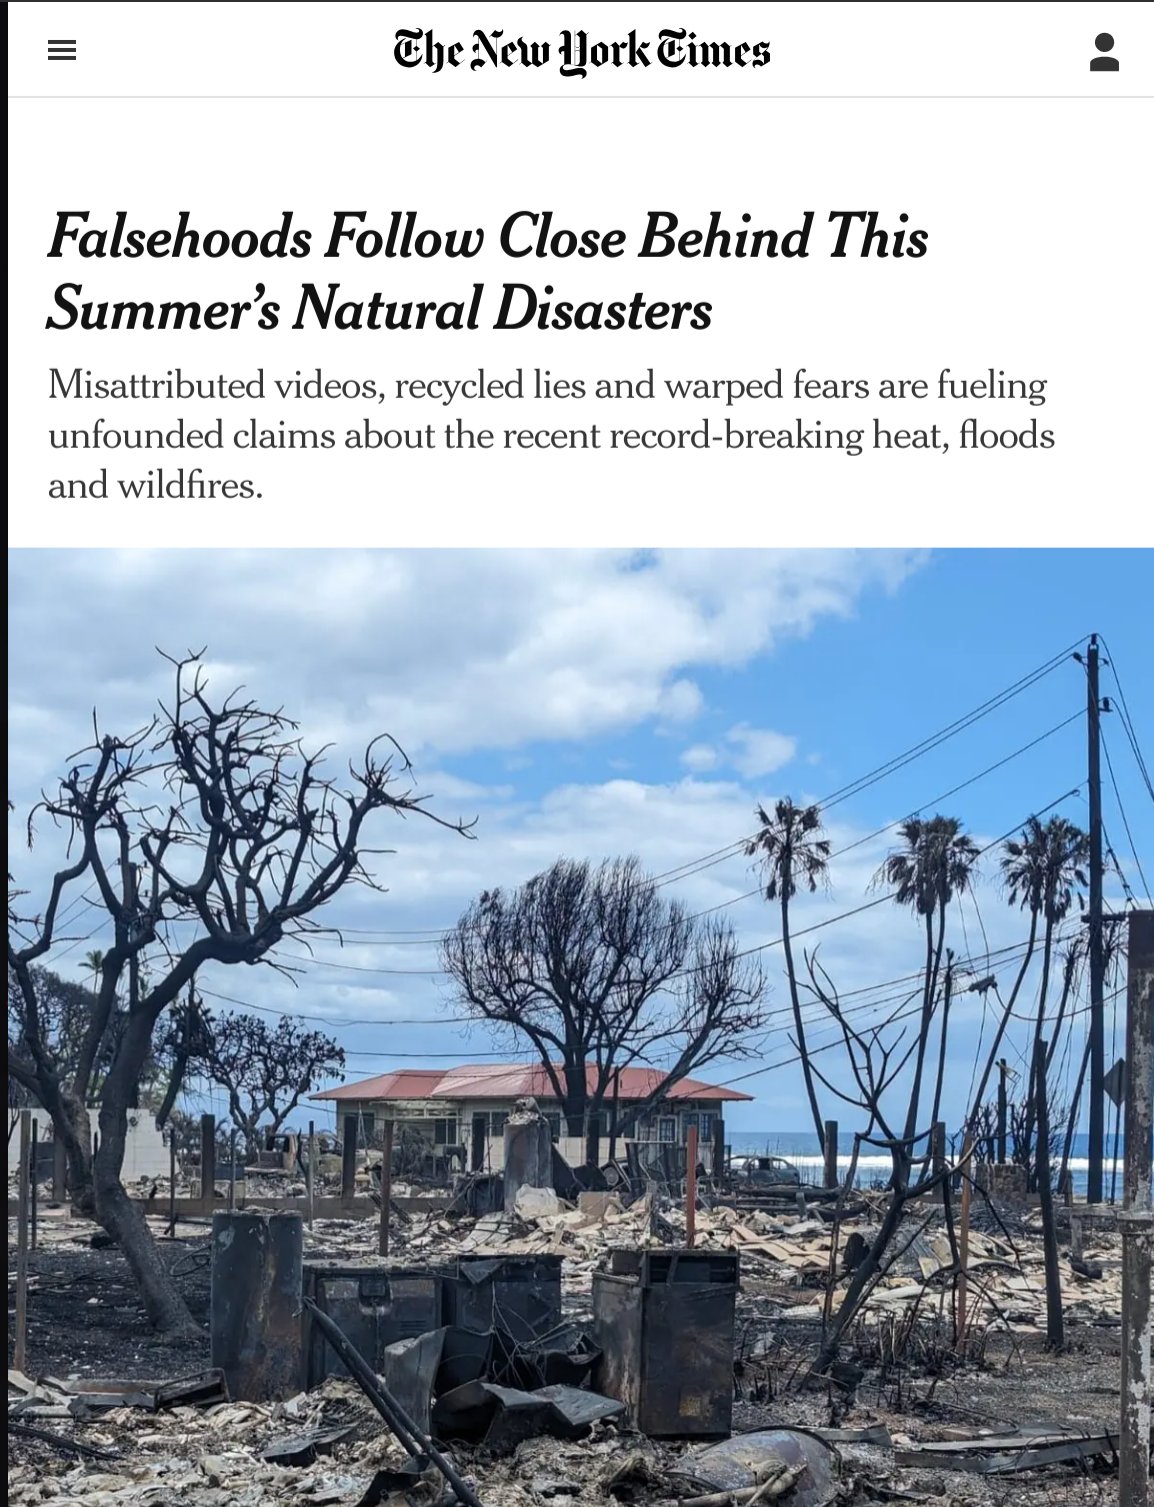 The New York Times
Falsehoods Follow Close Behind This
Summer’s Natural Disasters
Misattributed videos, recycled lies and warped fears are fueling
unfounded claims about the recent record-breaking heat, floods
and wildfires.